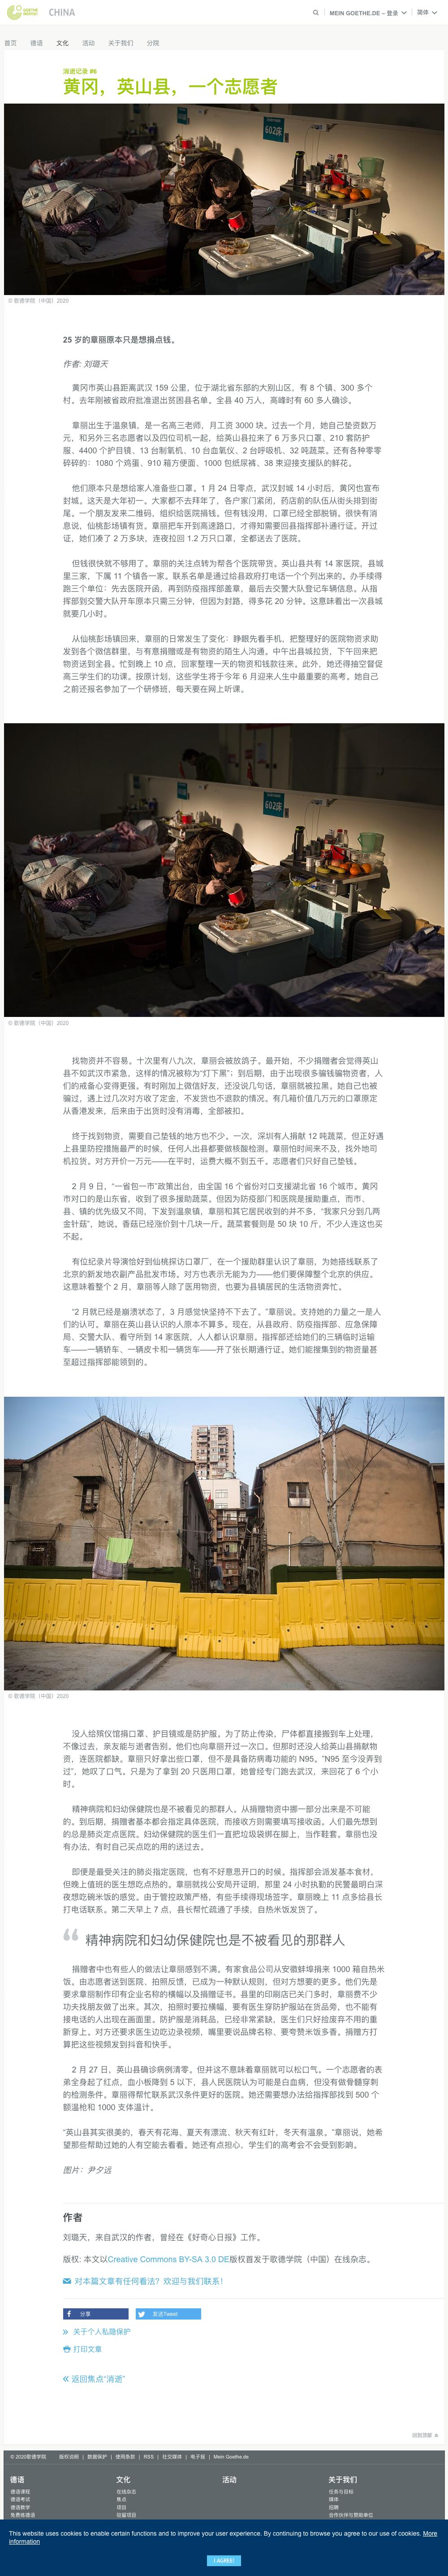 GOETHE INSTITUT
CHINA
MEIN GOETHE.DE – 登录
简体
首页 德语 文化 活动 关于我们 分院
消逝记录 #6
黄冈，英山县，一个志愿者
602床
© 歌德学院（中国）2020
25 岁的章丽原本只是想捐点钱。
作者: 刘璐天
黄冈市英山县距离武汉 159 公里，位于湖北省东部的大别山区，有 8 个镇、300 多个
村。去年刚被省政府批准退出贫困县名单。全县 40 万人，高峰时有 60 多人确诊。
章丽出生于温泉镇，是一名高三老师，月工资 3000 块。过去一个月，她自己垫资数万
元，和另外三名志愿者以及四位司机一起，给英山县拉来了 6 万多只口罩、210 套防护
服、4400 个护目镜、13 台制氧机、10 台血氧仪、2 台呼吸机、32 吨蔬菜。还有各种零零
碎碎的：1080 个鸡蛋、910 箱方便面、1000 包纸尿裤、38 束迎接支援队的鲜花。
他们原本只是想给家人准备些口罩。1 月 24 日零点，武汉封城 14 小时后，黄冈也宣布
封城。这天是大年初一。大家都不去拜年了，各户家门紧闭，药店前的队伍从街头排到街
尾。一个朋友发来二维码，组织给医院捐钱。但有钱没用，口罩已经全部脱销。很快有消
息说，仙桃彭场镇有货。章丽把车开到高速路口，才得知需要回县指挥部补通行证。开过
证，她们凑了 2 万多块，连夜拉回 1.2 万只口罩，全都送去了医院。
但钱很快就不够用了。章丽的关注点转为帮各个医院带货。英山县共有 14 家医院，县城
里三家，下属 11 个镇各一家。联系名单是通过给县政府打电话一个个列出来的。办手续得
跑三个单位：先去医院开函，再到防疫指挥部盖章，最后去交警大队登记车辆信息。从指
挥部到交警大队开车原本只需三分钟，但因为封路，得多花 20 分钟。这意味着出一次县城
就要几小时。
从仙桃彭场镇回来，章丽的日常发生了变化：睁眼先看手机，把整理好的医院物资求助
发到各个微信群里，与有意捐赠或是有物资的陌生人沟通。中午出县城拉货，下午回来把
物资送到全县。忙到晚上 10 点，回家整理一天的物资和钱款往来。此外，她还得抽空督促
高三学生们的功课。按原计划，这些学生将于今年 6 月迎来人生中最重要的高考。她自己
之前还报名参加了一个研修班，每天要在网上听课。
602床
© 歌德学院（中国）2020
找物资并不容易。十次里有八九次，章丽会被放鸽子。最开始，不少捐赠者会觉得英山
县不如武汉市紧急，这样的情况被称为“灯下黑”；到后期，由于出现很多骗钱骗物资者，人
们的戒备心变得更强。有时刚加上微信好友，还没说几句话，章丽就被拉黑。她自己也被
骗过，遇上过几次对方收了定金，不发货也不退款的情况。有几箱价值几万元的口罩原定
从香港发来，后来由于出货时没有消毒，全部被扣。
终于找到物资，需要自己垫钱的地方也不少。一次，深圳有人捐献 12 吨蔬菜，但正好遇
上县里防控措施最严的时候，任何人出县都要做核酸检测。章丽怕时间来不及，找外地司
机拉货。对方开价一万元——在平时，运费大概不到五千。志愿者们只好自己垫钱。
2 月 9 日，“一省包一市”政策出台，由全国 16 个省份对口支援湖北省 16 个城市。黄冈
市对口的是山东省，收到了很多援助蔬菜。但因为防疫部门和医院是援助重点，而市、
县、镇的优先级又不同，下发到温泉镇，章丽和其它居民收到的并不多，“我家只分到几两
金针菇”，她说。香菇已经涨价到十几块一斤。蔬菜套餐则是 50 块 10 斤，不少人连这也买
不起。
有位纪录片导演恰好到仙桃探访口罩厂，在一个援助群里认识了章丽，为她搭线联系了
北京的新发地农副产品批发市场。对方也表示无能为力——他们要保障整个北京的供应。
这意味着整个 2 月，章丽等人除了医用物资，也要为县镇居民的生活物资奔忙。
“2 月就已经是崩溃状态了，3 月感觉快坚持不下去了。”章丽说。支持她的力量之一是人
们的认可。章丽在英山县认识的人原本不算多。现在，从县政府、防疫指挥部、应急保障
局、交警大队、看守所到 14 家医院，人人都认识章丽。指挥部还给她们的三辆临时运输
车——一辆轿车、一辆皮卡和一辆货车——开了张长期通行证。她们能搜集到的物资量甚
至超过指挥部能领到的。
© 歌德学院（中国）2020
没人给殡仪馆捐口罩、护目镜或是防护服。为了防止传染，尸体都直接搬到车上处理，
不像过去，亲友能与逝者告别。他们也向章丽开过一次口。但那时还没人给英山县捐献物
资，连医院都缺。章丽只好拿出些口罩，但不是具备防病毒功能的 N95。“N95 至今没弄到
过”，她叹了口气。只是为了拿到 20 只医用口罩，她曾经专门跑去武汉，来回花了 6 个小
时。
精神病院和妇幼保健院也是不被看见的那群人。从捐赠物资中挪一部分出来是不可能
的。到后期，捐赠者基本都会指定具体医院，而接收方则需要填写接收函。人们最先想到
的总是肺炎定点医院。妇幼保健院的医生们一直把垃圾袋绑在脚上，当作鞋套。章丽也没
有办法，有时自己买点吃的用的送过去。
即便是最受关注的肺炎指定医院，也有不好意思开口的时候。指挥部会派发基本食材，
但晚上值班的医生想吃点热的。章丽就找公安局开证明，那里 24 小时执勤的民警最明白深
夜想吃碗米饭的感觉。由于管控政策严格，有些手续得现场签字。章丽晚上 11 点多给县长
打电话联系。第二天早上 7 点，县长帮忙疏通了手续，自热米饭发货了。
“ 精神病院和妇幼保健院也是不被看见的那群人
捐赠者中也有些人的做法让章丽感到不满。有家食品公司从安徽蚌埠捐来 1000 箱自热米
饭。由志愿者送到医院、拍照反馈，已成为一种默认规则，但对方想要的更多。他们先是
要求章丽制作印有企业名称的横幅以及捐赠证书。县里的印刷店已关门多时，章丽费不少
功夫找朋友做了出来。其次，拍照时要拉横幅，要有医生穿防护服站在货品旁，也不能有
接电话的人出现在画面里。防护服是消耗品，已经非常紧缺，医生们只好捡废弃不用的重
新穿上。对方还要求医生边吃边录视频，嘴里要说品牌名称、要夸赞米饭多香。捐赠方打
算把这些视频发到抖音和快手。
2 月 27 日，英山县确诊病例清零。但并这不意味着章丽就可以松口气。一个志愿者的表
弟全身起了红点，血小板降到 5 以下，县人民医院认为可能是白血病，但没有做骨髓穿刺
的检测条件。章丽得帮忙联系武汉条件更好的医院。她还需要想办法给指挥部找到 500 个
额温枪和 1000 支体温计。
“英山县其实很美的，春天有花海，夏天有漂流，秋天有红叶，冬天有温泉。”章丽说，她希
望那些帮助过她的人有空能去看看。她还有点担心，学生们的高考会不会受到影响。
图片：尹夕远
作者
刘璐天，来自武汉的作者，曾经在《好奇心日报》工作。
版权: 本文以Creative Commons BY-SA 3.0 DE版权首发于歌德学院（中国）在线杂志。
对本篇文章有任何看法？欢迎与我们联系！
分享 发送Tweet
关于个人私隐保护
打印文章
返回焦点“消逝”
回到顶部
© 2020歌德学院 版权说明 | 数据保护 | 使用条款 | RSS | 社交媒体 | 电子报 | Mein Goethe.de
德语 文化 活动 关于我们
德语课程 在线杂志 任务与目标
德语考试 焦点 媒体
德语教学 项目 招聘
免费练德语 驻留项目 合作伙伴与赞助单位
This website uses cookies to enable certain functions and to improve your user experience. By continuing to browse you agree to our use of cookies. More
information
I AGREE!